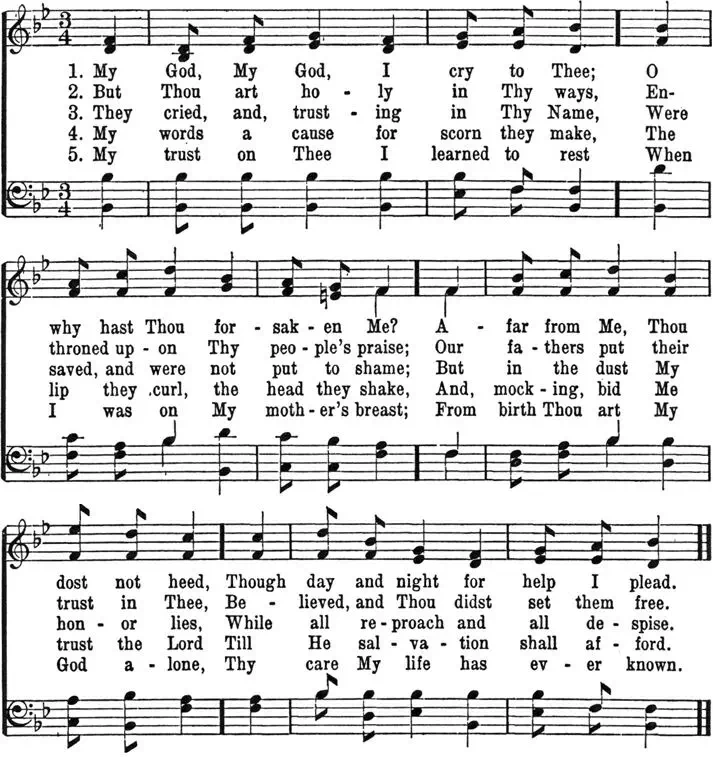 3 4
1. My God, My God, I cry to Thee; O
2. But Thou art ho - ly in Thy ways, En-
3. They cried, and, trust - ing in Thy Name, Were
4. My words a cause for scorn they make, The
5. My trust on Thee I learned to rest When
3 4
why hast Thou for - sak - en Me? A - far from Me, Thou
throned up - on Thy peo - ple's praise; Our fa - thers put their
saved, and were not put to shame; But in the dust My
lip they curl, the head they shake, And, mock - ing, bid Me
I was on My moth - er's breast; From birth Thou art My
dost not heed, Though day and night for help I plead.
trust in Thee, Be - lieved, and Thou didst set them free.
hon - or lies, While all re - proach and all de - spise.
trust the Lord Till He sal - va - tion shall af - ford.
God a - lone, Thy care My life has ev - er known.